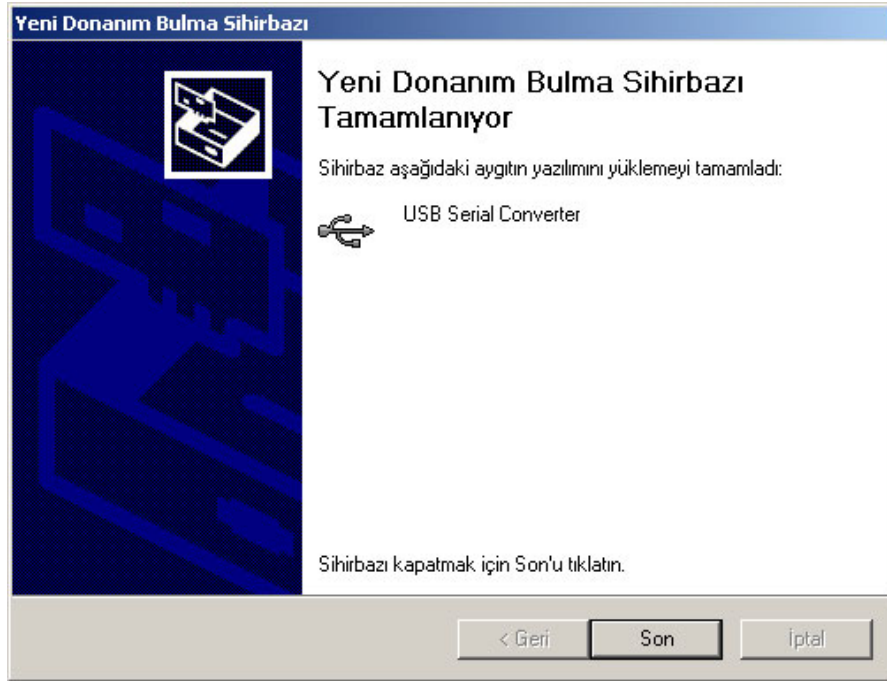 Yeni Donanım Bulma Sihirbazı
Yeni Donanım Bulma Sihirbazı
Tamamlanıyor
Sihirbaz aşağıdaki aygıtın yazılımını yüklemeyi tamamladı:
USB Serial Converter
Sihirbazı kapatmak için Son'u tıklatın.
< Geri Son İptal